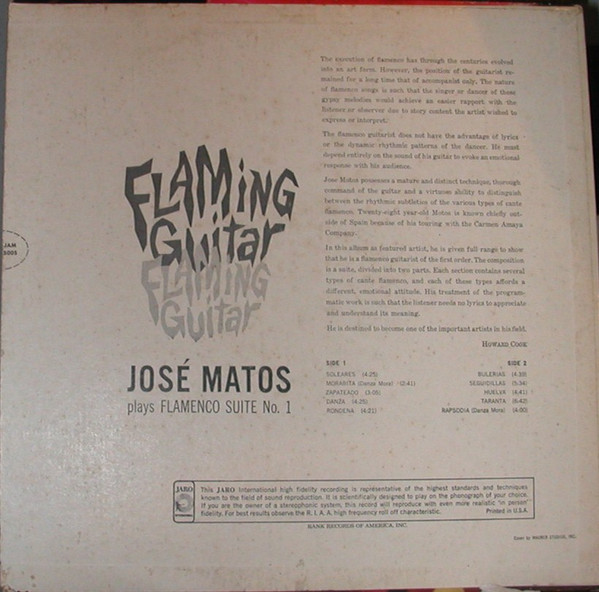 The execution of flamenco has through the centuries evolved
into an art form. However, the position of the guitarist re-
mained for a long time that of accompanist only. The nature
of flamenco songs is such that the singer or dancer of these
gypsy melodies would achieve an easier rapport with the
listener or observer due to story content the artist wished to
express or interpret.
The flamenco guitarist does not have the advantage of lyrics
or the dynamic rhythmic patterns of the dancer. He must
depend entirely on the sound of his guitar to evoke an emotional
response with his audience.
Jose Matos possesses a mature and distinct technique, thorough
command of the guitar and a virtuoso ability to distinguish
between the rhythmic subtleties of the various types of cante
flamenco. Twenty-eight year-old Matos is known chiefly out-
side of Spain because of his touring with the Carmen Amaya
Company.
In this album as featured artist, he is given full range to show
that he is a flamenco guitarist of the first order. The composition
is a suite, divided into two parts. Each section contains several
types of cante flamenco, and each of these types affords a
different, emotional attitude. His treatment of the program-
matic work is such that the listener needs no lyrics to appreciate
and understand its meaning.
He is destined to become one of the important artists in his field.
HOWARD COOK
JAM
5005
FLAMING
GUITAR
FLAMING
GUITAR
JOSÉ MATOS
plays FLAMENCO SUITE No. 1
SIDE 1
SOLEARES (4:25)
MORARITA (Danza Mora) (2:41)
ZAPATEADO (3:05)
DANZA (4:25)
RONDENA (4:21)
SIDE 2
BULERIAS (4:39)
SEGUIDILLAS (5:34)
HUELVA (4:41)
TARANTA (6:42)
RAPSODIA (Danza Mora) (4:00)
JARO
This JARO International high fidelity recording is representative of the highest standards and techniques
known to the field of sound reproduction. It is scientifically designed to play on the phonograph of your choice.
If you are the owner of a stereophonic system, this record will reproduce with even more realistic "in person"
fidelity. For best results observe the R. I. A. A. high frequency roll off characteristic. Printed in U.S.A.
RANK RECORDS OF AMERICA, INC.
Cover by WAGNER STUDIOS, INC.